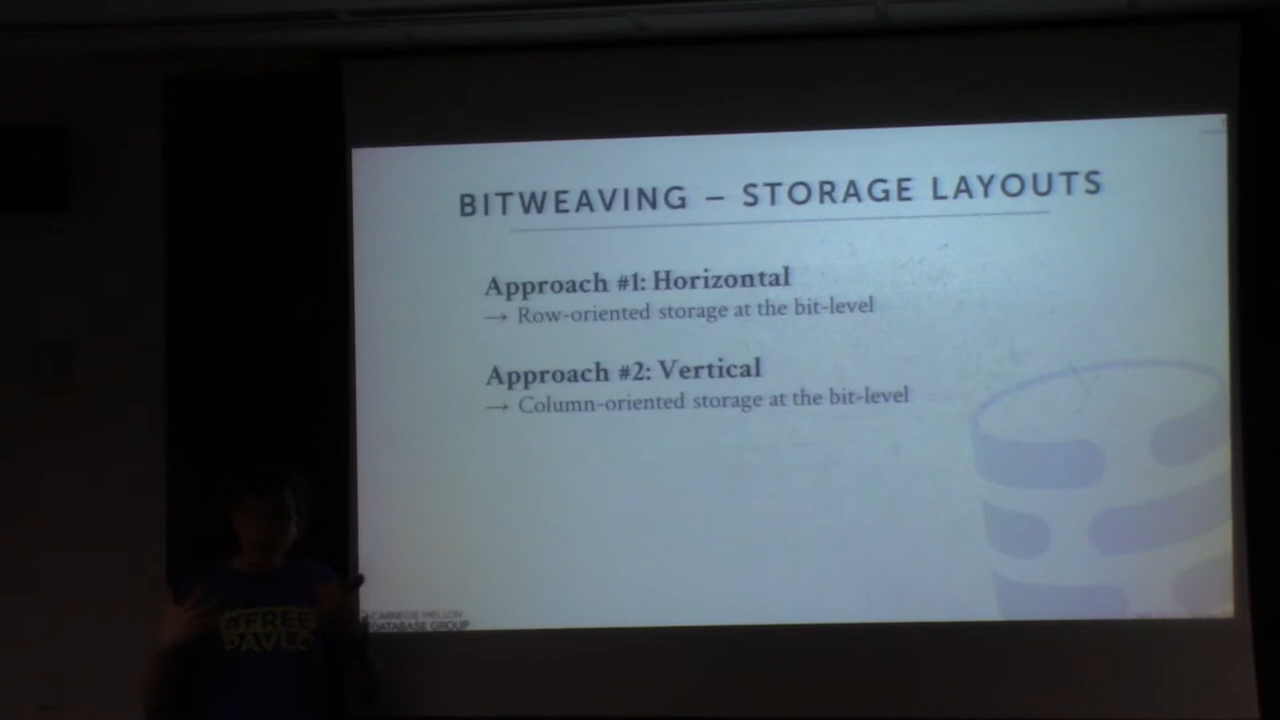 BITWEAVING – STORAGE LAYOUTS
Approach #1: Horizontal
→ Row-oriented storage at the bit-level
Approach #2: Vertical
→ Column-oriented storage at the bit-level
CARNEGIE MELLON
DATABASE GROUP
#FREE
PAVLO